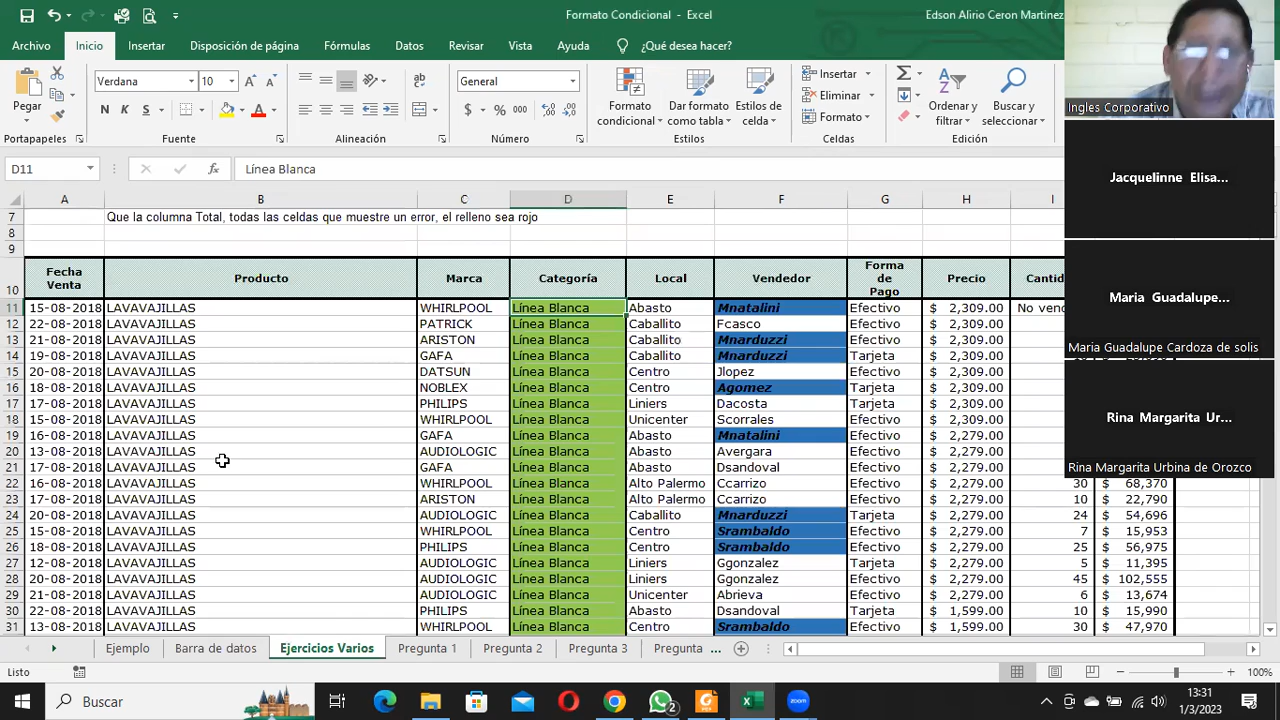 Formato Condicional - Excel
Edson Alirio Ceron Martinez
Archivo Inicio Insertar Disposición de página Fórmulas Datos Revisar Vista Ayuda ¿Qué desea hacer?
Pegar
Verdana 10
N K S
General
$ % 000
Formato condicional
Dar formato como tabla
Estilos de celda
Insertar
Eliminar
Formato
Ordenar y filtrar
Buscar y seleccionar
Portapapeles Fuente Alineación Número Estilos Celdas Edición
D11 fx Línea Blanca
A B C D E F G H I
7 Que la columna Total, todas las celdas que muestre un error, el relleno sea rojo
8
9
10 Fecha Venta Producto Marca Categoría Local Vendedor Forma de Pago Precio Cantid
11 15-08-2018 LAVAVAJILLAS WHIRLPOOL Línea Blanca Abasto Mnatalini Efectivo $ 2,309.00 No venc
12 22-08-2018 LAVAVAJILLAS PATRICK Línea Blanca Caballito Fcasco Efectivo $ 2,309.00
13 21-08-2018 LAVAVAJILLAS ARISTON Línea Blanca Caballito Mnarduzzi Efectivo $ 2,309.00
14 19-08-2018 LAVAVAJILLAS GAFA Línea Blanca Caballito Mnarduzzi Tarjeta $ 2,309.00
15 20-08-2018 LAVAVAJILLAS DATSUN Línea Blanca Centro Jlopez Efectivo $ 2,309.00
16 18-08-2018 LAVAVAJILLAS NOBLEX Línea Blanca Centro Agomez Tarjeta $ 2,309.00
17 17-08-2018 LAVAVAJILLAS PHILIPS Línea Blanca Liniers Dacosta Tarjeta $ 2,309.00
18 15-08-2018 LAVAVAJILLAS WHIRLPOOL Línea Blanca Unicenter Scorrales Efectivo $ 2,309.00
19 16-08-2018 LAVAVAJILLAS GAFA Línea Blanca Abasto Mnatalini Efectivo $ 2,279.00
20 13-08-2018 LAVAVAJILLAS AUDIOLOGIC Línea Blanca Abasto Avergara Efectivo $ 2,279.00
21 17-08-2018 LAVAVAJILLAS GAFA Línea Blanca Abasto Dsandoval Efectivo $ 2,279.00
22 16-08-2018 LAVAVAJILLAS WHIRLPOOL Línea Blanca Alto Palermo Ccarrizo Efectivo $ 2,279.00 30 $ 68,370
23 17-08-2018 LAVAVAJILLAS ARISTON Línea Blanca Alto Palermo Ccarrizo Efectivo $ 2,279.00 10 $ 22,790
24 20-08-2018 LAVAVAJILLAS AUDIOLOGIC Línea Blanca Caballito Mnarduzzi Tarjeta $ 2,279.00 24 $ 54,696
25 15-08-2018 LAVAVAJILLAS WHIRLPOOL Línea Blanca Centro Srambaldo Efectivo $ 2,279.00 7 $ 15,953
26 18-08-2018 LAVAVAJILLAS PHILIPS Línea Blanca Centro Srambaldo Efectivo $ 2,279.00 25 $ 56,975
27 12-08-2018 LAVAVAJILLAS AUDIOLOGIC Línea Blanca Liniers Ggonzalez Tarjeta $ 2,279.00 5 $ 11,395
28 20-08-2018 LAVAVAJILLAS AUDIOLOGIC Línea Blanca Liniers Ggonzalez Efectivo $ 2,279.00 45 $ 102,555
29 21-08-2018 LAVAVAJILLAS AUDIOLOGIC Línea Blanca Unicenter Abrieva Efectivo $ 2,279.00 6 $ 13,674
30 22-08-2018 LAVAVAJILLAS PHILIPS Línea Blanca Abasto Dsandoval Tarjeta $ 1,599.00 10 $ 15,990
31 13-08-2018 LAVAVAJILLAS WHIRLPOOL Línea Blanca Centro Srambaldo Efectivo $ 1,599.00 30 $ 47,970
Ingles Corporativo
Jacquelinne Elisa...
Maria Guadalupe...
Maria Guadalupe Cardoza de solis
Rina Margarita Ur...
Rina Margarita Urbina de Orozco
Ejemplo Barra de datos Ejercicios Varios Pregunta 1 Pregunta 2 Pregunta 3 Pregunta ...
Listo 100%
Buscar
2
13:31
1/3/2023